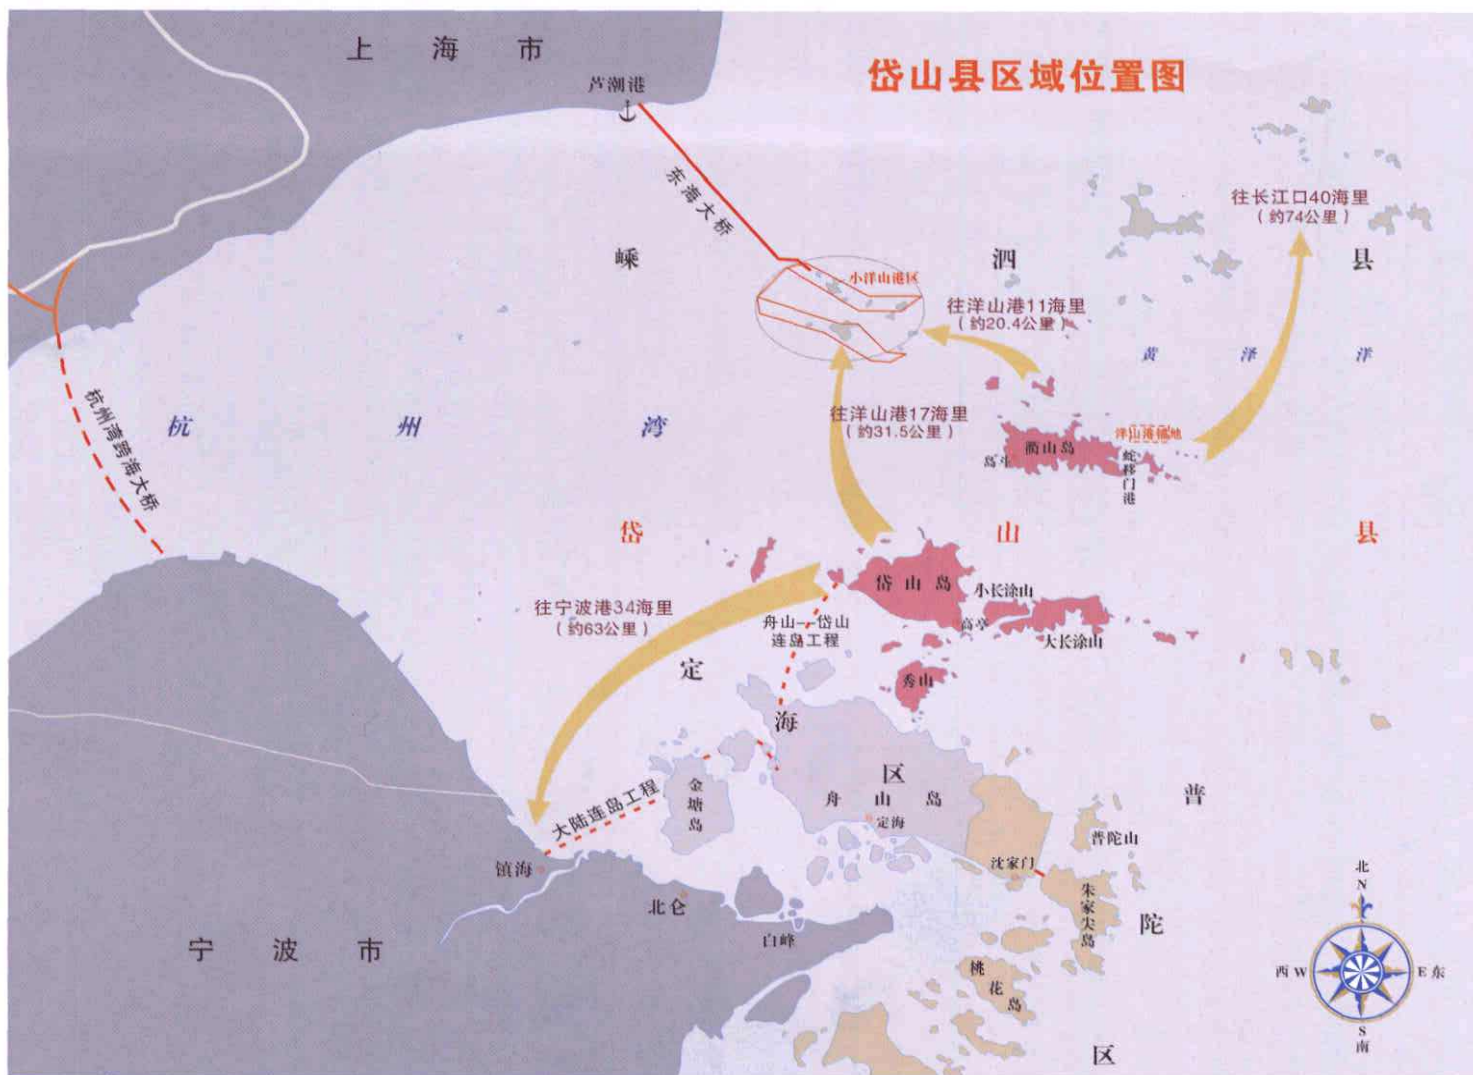 上海市
岱山县区域位置图
芦潮港
东海大桥
往长江口40海里
（约74公里）
嵊泗县
小洋山港区
往洋山港11海里
（约20.4公里）
黄泽洋
杭州湾跨海大桥
杭州湾
往洋山港17海里
（约31.5公里）
衢山岛
岛斗
蛇移门港
岱山县
岱山岛
小长涂山
高亭
大长涂山
往宁波港34海里
（约63公里）
舟山—岱山
连岛工程
秀山
定海区
大陆连岛工程
金塘岛
舟山岛
定海
普陀区
普陀山
沈家门
朱家尖岛
镇海
北仑
白峰
宁波市
桃花岛
北
N
西 W
E 东
S
南